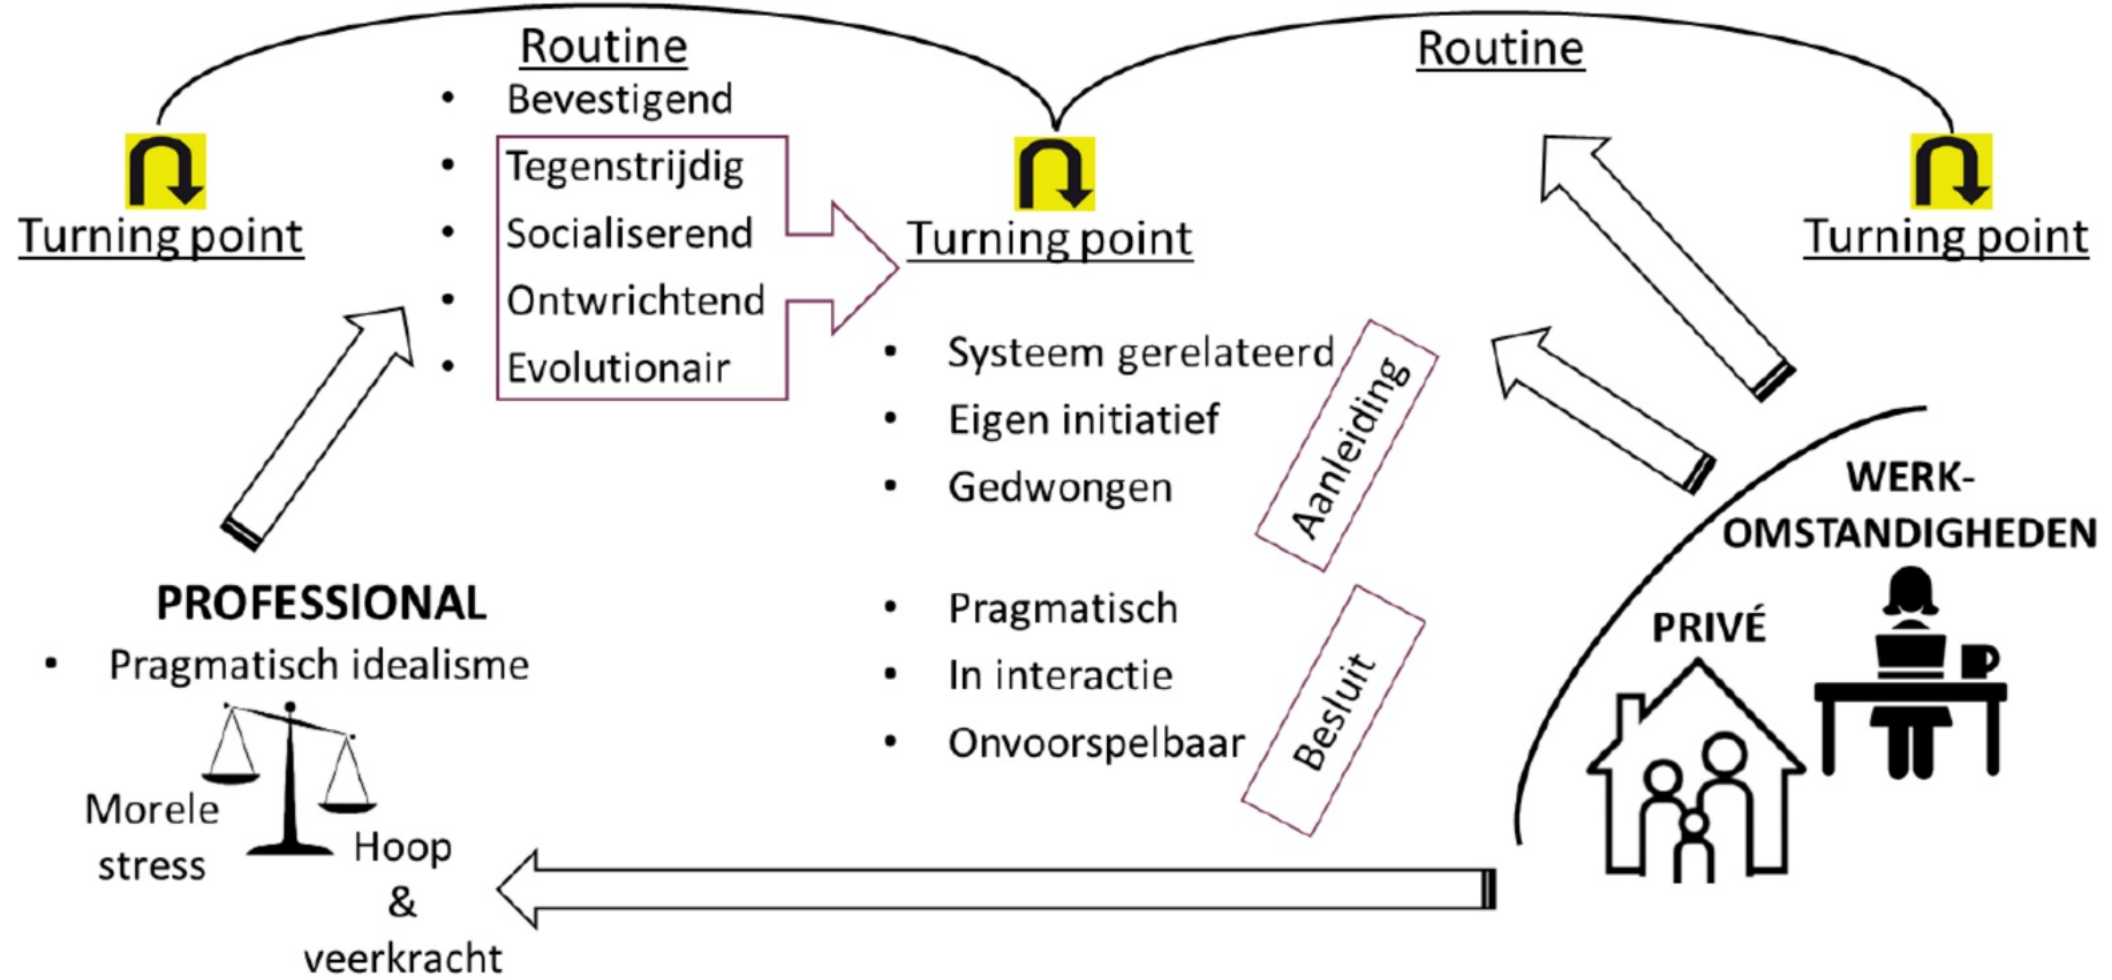 Routine
• Bevestigend
• Tegenstrijdig
• Socialiserend
• Ontwrichtend
• Evolutionair
Routine
Turning point
Turning point
Turning point
• Systeem gerelateerd
• Eigen initiatief
• Gedwongen
Aanleiding
• Pragmatisch
• In interactie
• Onvoorspelbaar
Besluit
PROFESSIONAL
• Pragmatisch idealisme
Morele
stress
Hoop
&
veerkracht
WERK-
OMSTANDIGHEDEN
PRIVÉ